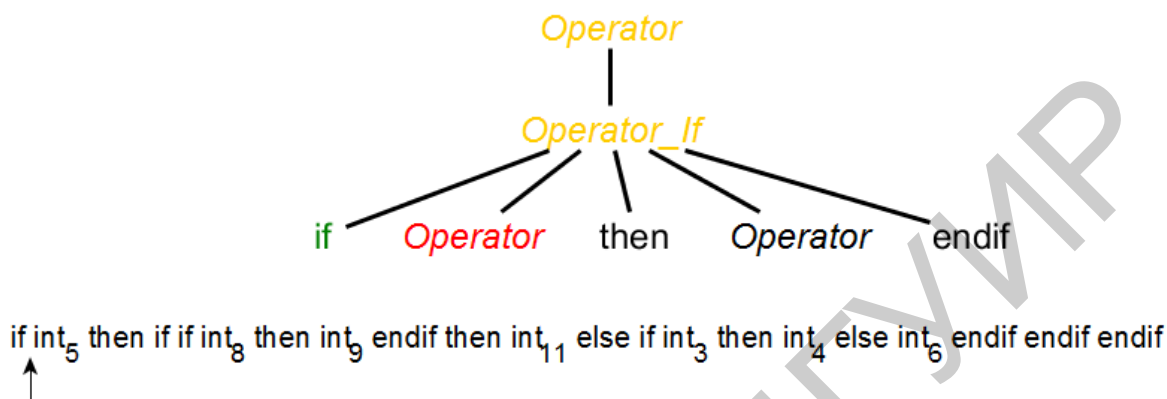 Operator
Operator_If
if Operator then Operator endif
if int5 then if if int8 then int9 endif then int11 else if int3 then int4 else int6 endif endif endif
ГУИР